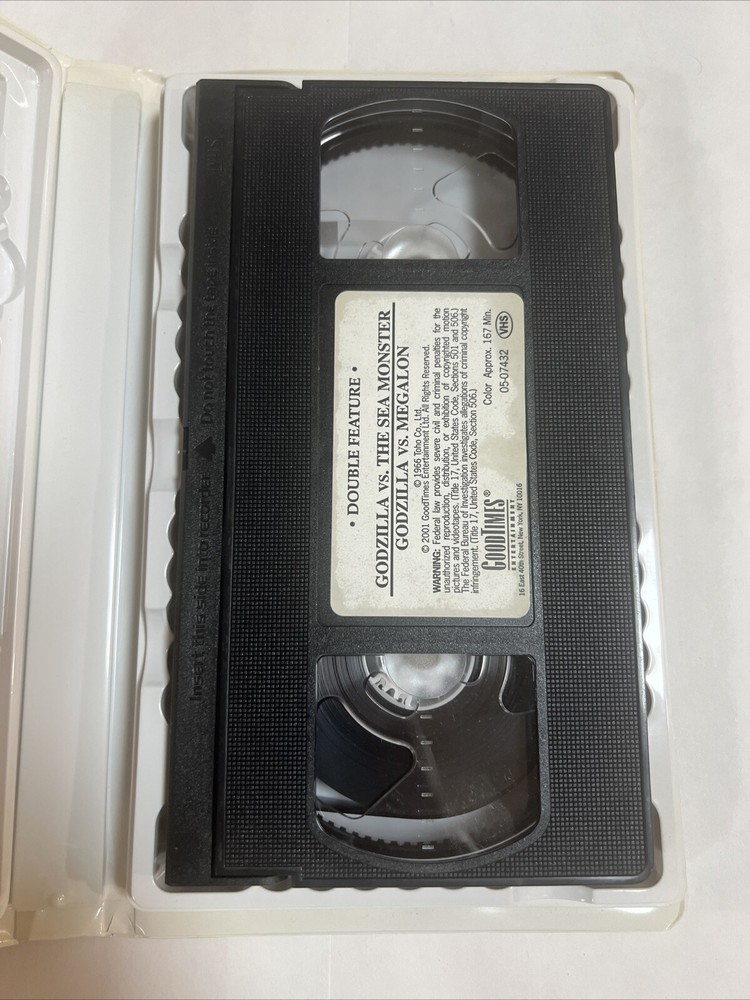 • DOUBLE FEATURE •
GODZILLA VS. THE SEA MONSTER
GODZILLA VS. MEGALON
© 1966 Toho Co., Ltd.
© 2001 GoodTimes Entertainment Ltd. All Rights Reserved.
WARNING: Federal law provides severe civil and criminal penalties for the
unauthorized reproduction, distribution, or exhibition of copyrighted motion
pictures and videotapes. (Title 17, United States Code, Sections 501 and 506.)
The Federal Bureau of Investigation investigates allegations of criminal copyright
infringement. (Title 17, United States Code, Section 506.)
GOODTIMES®
ENTERTAINMENT
16 East 40th Street, New York, NY 10016
Color Approx. 167 Min.
05-07432
VHS
Insert this side into recorder
Do not touch the tape inside